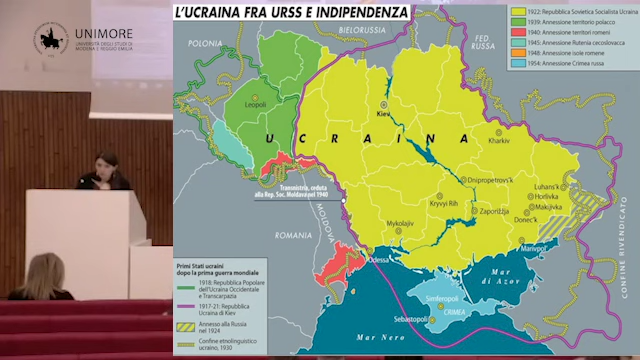 UNIMORE
UNIVERSITÀ DEGLI STUDI DI
MODENA E REGGIO EMILIA
L'UCRAINA FRA URSS E INDIPENDENZA
1922: Repubblica Sovietica Socialista Ucraina
1939: Annessione territorio polacco
1940: Annessione territori romeni
1945: Annessione Rutenia cecoslovacca
1948: Annessione isole romene
1954: Annessione Crimea russa
POLONIA
BIELORUSSIA
FED.
RUSSA
Leopoli
Kiev
UCRAINA
Kharkiv
Transnistria, ceduta
alla Rep. Soc. Moldava nel 1940
Dnipropetrovs'k
Luhans'k
Horlivka
Makijivka
Kryvyi Rih
Zaporižža
Donec'k
MOLDOVA
ROMANIA
Mykolajiv
Mariupol
Odessa
Mar
di Azov
CONFINE RIVENDICATO
Simferopoli
CRIMEA
Sebastopoli
Mar Nero
Primi Stati ucraini
dopo la prima guerra mondiale
1918: Repubblica Popolare
dell'Ucraina Occidentale
e Transcarpatia
1917-21: Repubblica
Ucraina di Kiev
Annesso alla Russia
nel 1924
Confine etnolinguistico
ucraino, 1930